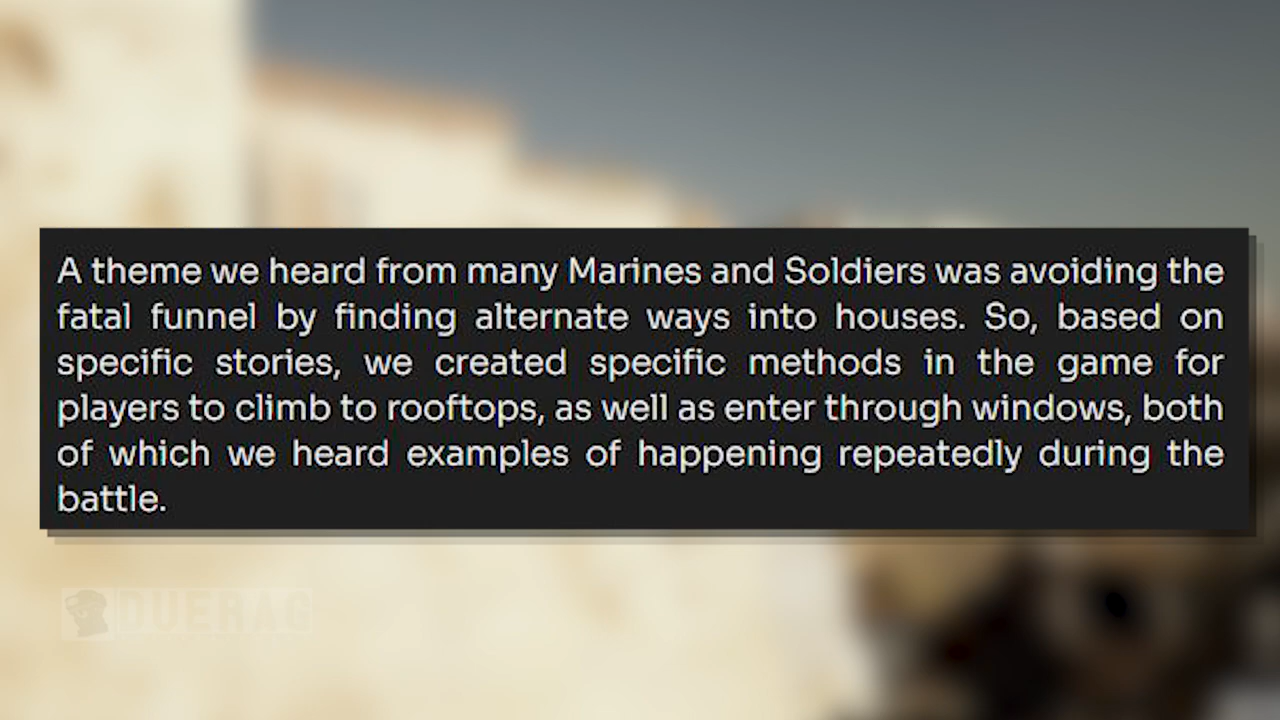 A theme we heard from many Marines and Soldiers was avoiding the
fatal funnel by finding alternate ways into houses. So, based on
specific stories, we created specific methods in the game for
players to climb to rooftops, as well as enter through windows, both
of which we heard examples of happening repeatedly during the
battle.
DUERAG